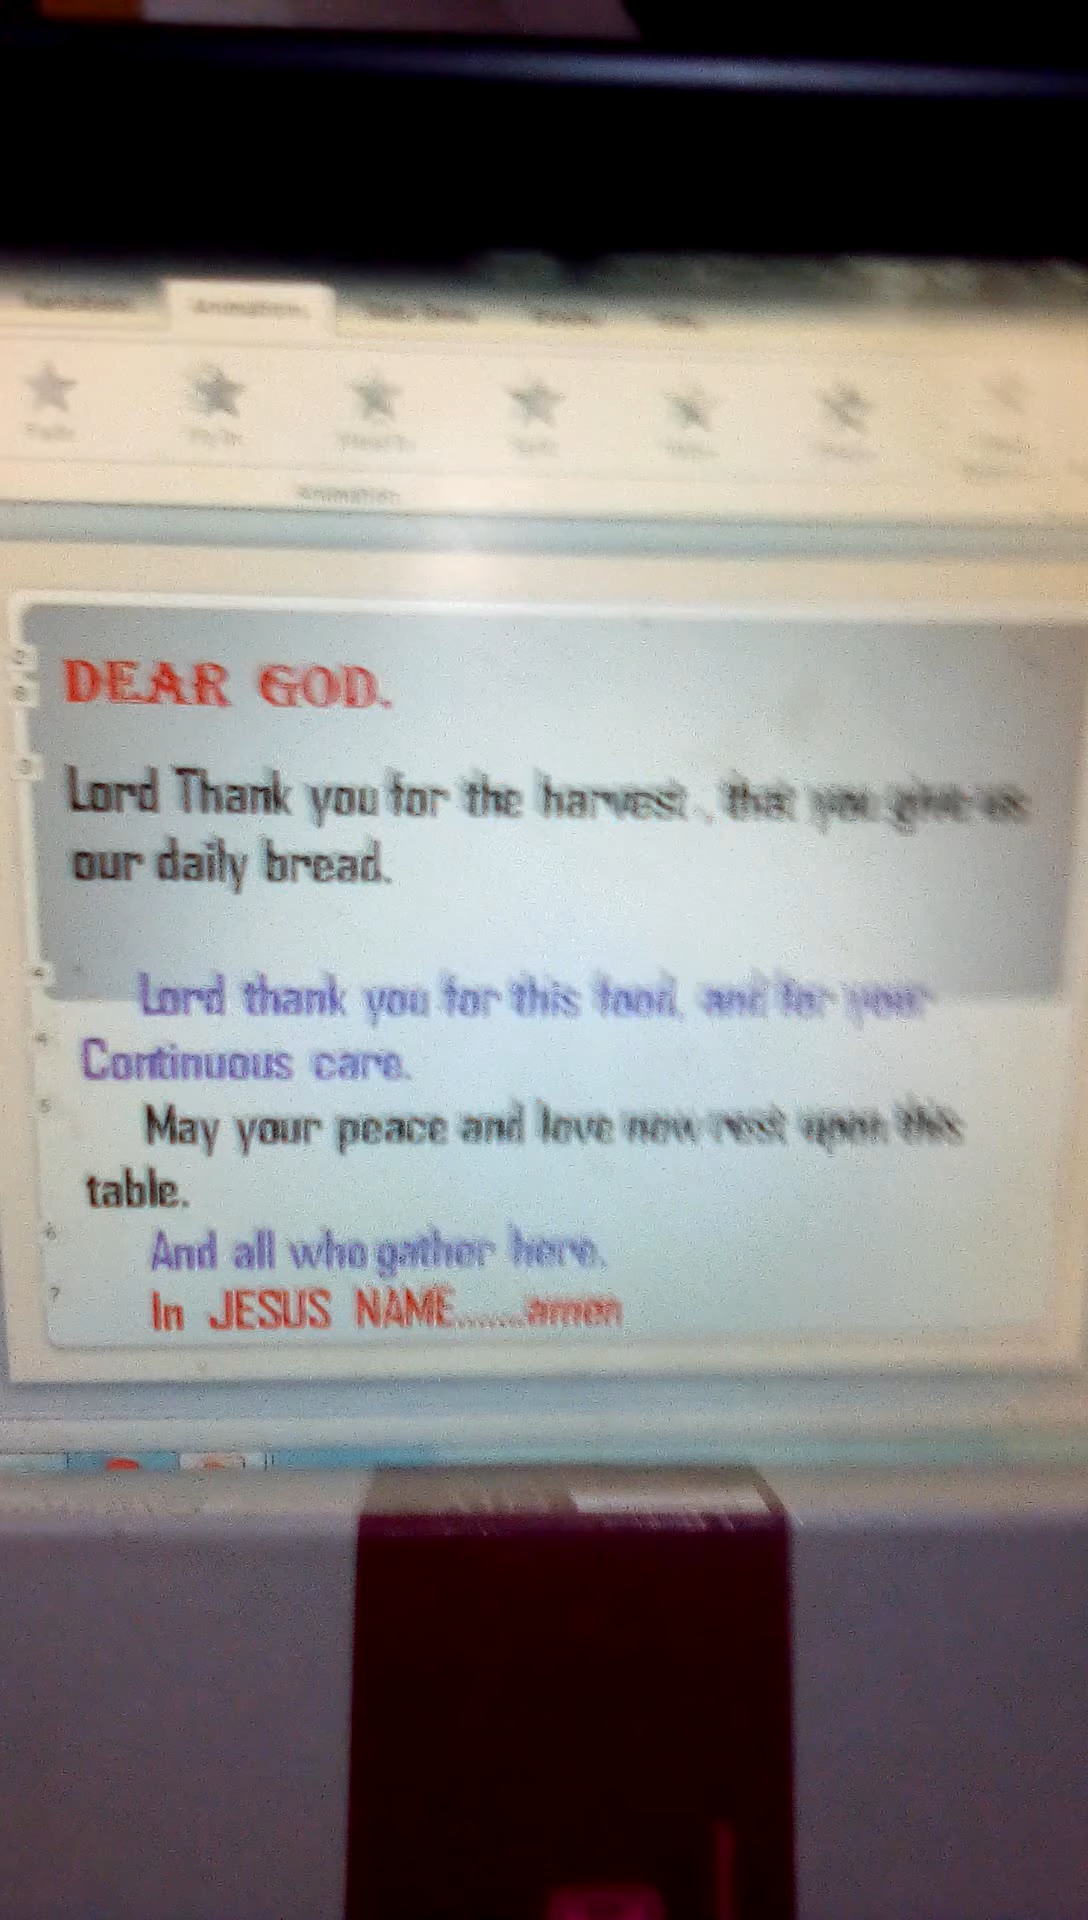 Animations
Animation
DEAR GOD.
Lord Thank you for the harvest , that you give us
our daily bread.
Lord thank you for this food, and for your
Continuous care.
May your peace and love now rest upon this
table.
And all who gather here.
In JESUS NAME.......amen